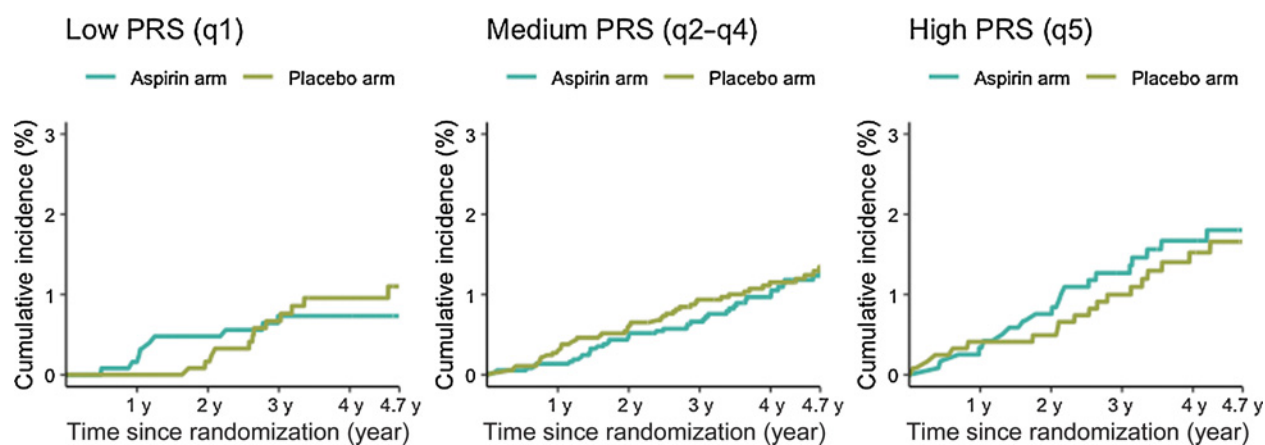 Low PRS (q1)
Aspirin arm Placebo arm
Cumulative incidence (%)
3
2
1
0
1 y 2 y 3 y 4 y 4.7 y
Time since randomization (year)
Medium PRS (q2–q4)
Aspirin arm Placebo arm
Cumulative incidence (%)
3
2
1
0
1 y 2 y 3 y 4 y 4.7 y
Time since randomization (year)
High PRS (q5)
Aspirin arm Placebo arm
Cumulative incidence (%)
3
2
1
0
1 y 2 y 3 y 4 y 4.7 y
Time since randomization (year)